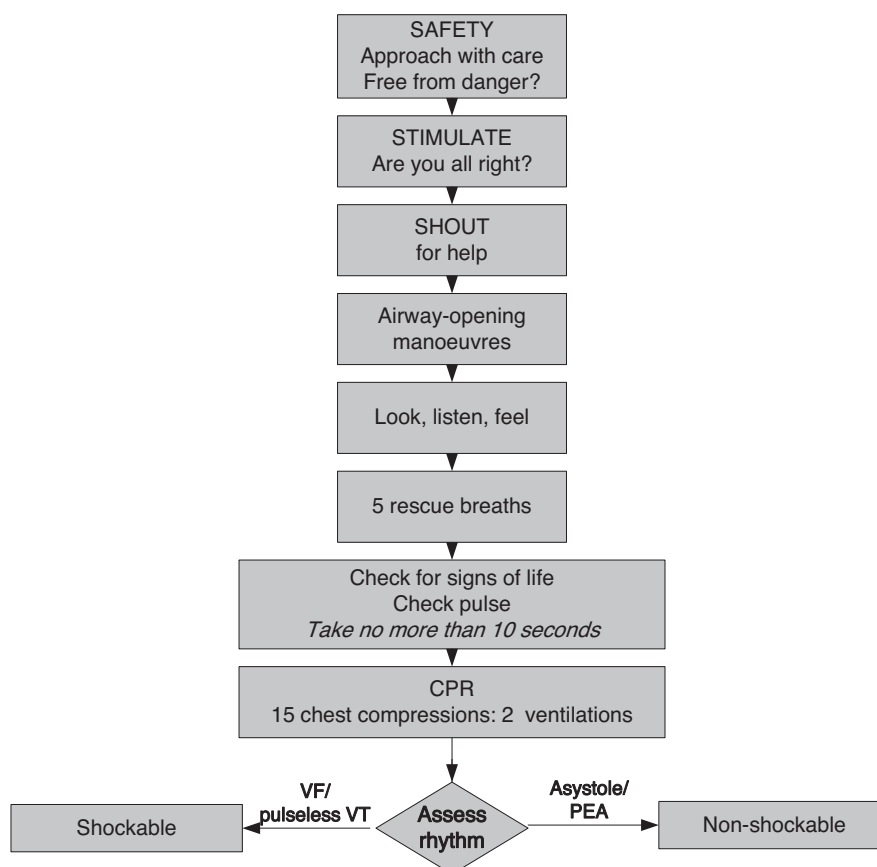 SAFETY
Approach with care
Free from danger?
STIMULATE
Are you all right?
SHOUT
for help
Airway-opening
manoeuvres
Look, listen, feel
5 rescue breaths
Check for signs of life
Check pulse
Take no more than 10 seconds
CPR
15 chest compressions: 2 ventilations
VF/
pulseless VT
Asystole/
PEA
Shockable
Assess
rhythm
Non-shockable